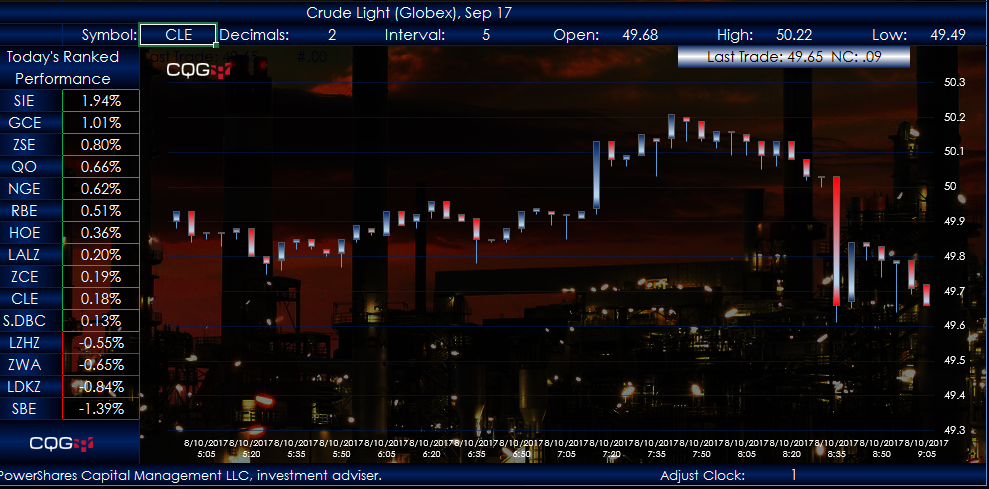 Crude Light (Globex), Sep 17
Symbol: CLE Decimals: 2 Interval: 5 Open: 49.68 High: 50.22 Low: 49.49
Today's Ranked
Performance
SIE 1.94%
GCE 1.01%
ZSE 0.80%
QO 0.66%
NGE 0.62%
RBE 0.51%
HOE 0.36%
LALZ 0.20%
ZCE 0.19%
CLE 0.18%
S.DBC 0.13%
LZHZ -0.55%
ZWA -0.65%
LDKZ -0.84%
SBE -1.39%
CQG
#.00
CQG
Last Trade: 49.65 NC: .09
50.3
50.2
50.1
50
49.9
49.8
49.7
49.6
49.5
49.4
49.3
8/10/2017 8/10/2017 8/10/2017 8/10/2017 8/10/2017 8/10/2017 8/10/2017 8/10/2017 8/10/2017 8/10/2017 8/10/2017 8/10/2017 8/10/2017 8/10/2017 8/10/2017 8/10/2017 8/10/2017
5:05 5:20 5:35 5:50 6:05 6:20 6:35 6:50 7:05 7:20 7:35 7:50 8:05 8:20 8:35 8:50 9:05
PowerShares Capital Management LLC, investment adviser. Adjust Clock: 1